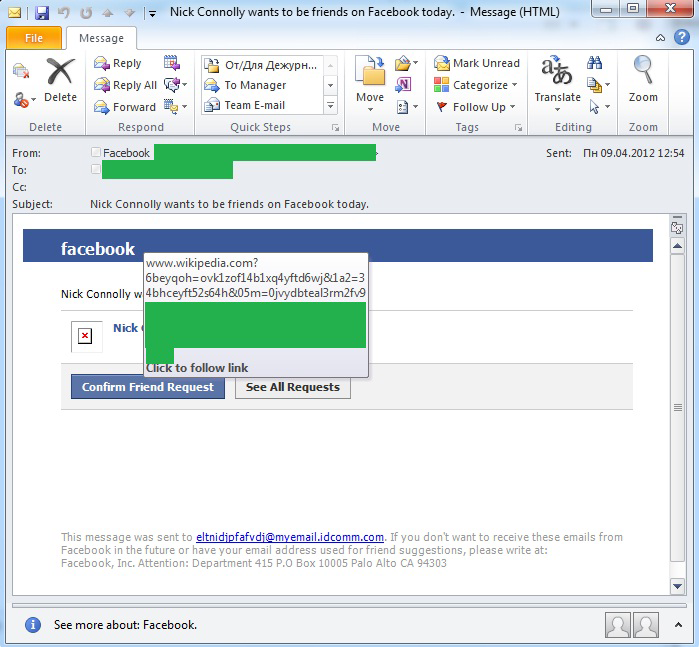 Nick Connolly wants to be friends on Facebook today. - Message (HTML)
File Message
Reply Reply All Forward
Delete
От/Для Дежурн...
To Manager
Team E-mail
Move
Mark Unread
Categorize
Follow Up
Translate
Zoom
Delete Respond Quick Steps Move Tags Editing Zoom
From: Facebook Sent: Пн 09.04.2012 12:54
To:
Cc:
Subject: Nick Connolly wants to be friends on Facebook today.
facebook
www.wikipedia.com?
6beyqoh=ovk1zof14b1xq4yftd6wj&1a2=3
4bhceyft52s64h&05m=0jvydbteal3rm2fv9
Click to follow link
Nick Connolly w
Nick
Confirm Friend Request See All Requests
This message was sent to eltnidjpfafvdj@myemail.idcomm.com. If you don't want to receive these emails from
Facebook in the future or have your email address used for friend suggestions, please write at:
Facebook, Inc. Attention: Department 415 P.O Box 10005 Palo Alto CA 94303
See more about: Facebook.